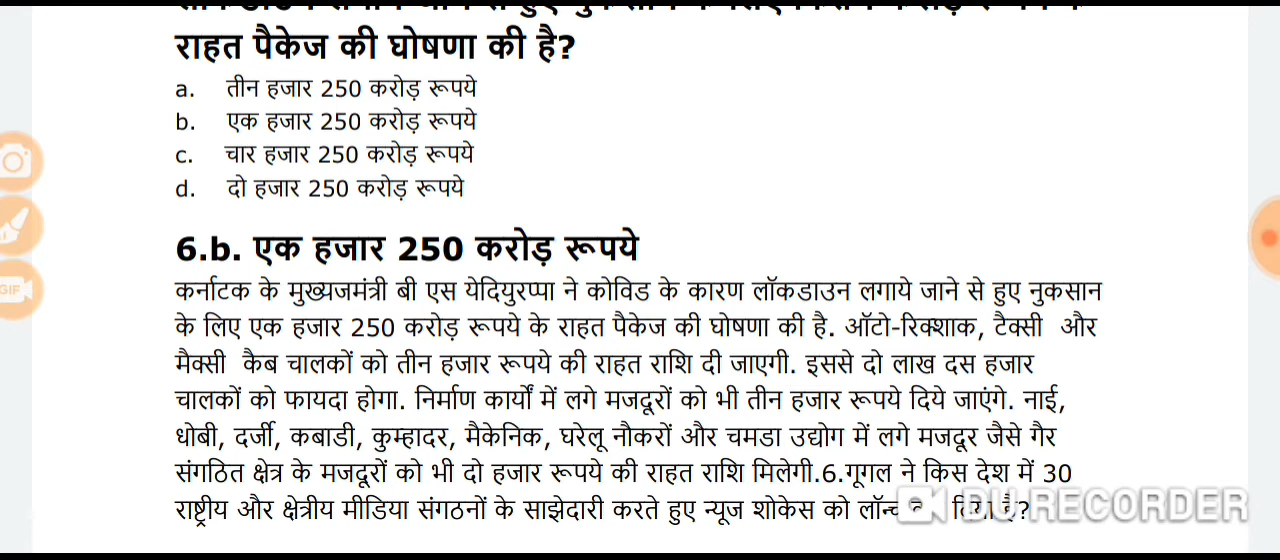 राहत पैकेज की घोषणा की है?
a. तीन हजार 250 करोड़ रूपये
b. एक हजार 250 करोड़ रूपये
c. चार हजार 250 करोड़ रूपये
d. दो हजार 250 करोड़ रूपये
6.b. एक हजार 250 करोड़ रूपये
कर्नाटक के मुख्यजमंत्री बी एस येदियुरप्पा ने कोविड के कारण लॉकडाउन लगाये जाने से हुए नुकसान
के लिए एक हजार 250 करोड़ रूपये के राहत पैकेज की घोषणा की है. ऑटो-रिक्शाक, टैक्सी और
मैक्सी कैब चालकों को तीन हजार रूपये की राहत राशि दी जाएगी. इससे दो लाख दस हजार
चालकों को फायदा होगा. निर्माण कार्यों में लगे मजदूरों को भी तीन हजार रूपये दिये जाएंगे. नाई,
धोबी, दर्जी, कबाडी, कुम्हादर, मैकेनिक, घरेलू नौकरों और चमडा उद्योग में लगे मजदूर जैसे गैर
संगठित क्षेत्र के मजदूरों को भी दो हजार रूपये की राहत राशि मिलेगी.6.गूगल ने किस देश में 30
राष्ट्रीय और क्षेत्रीय मीडिया संगठनों के साझेदारी करते हुए न्यूज शोकेस को है?
DU RECORDER
GIF